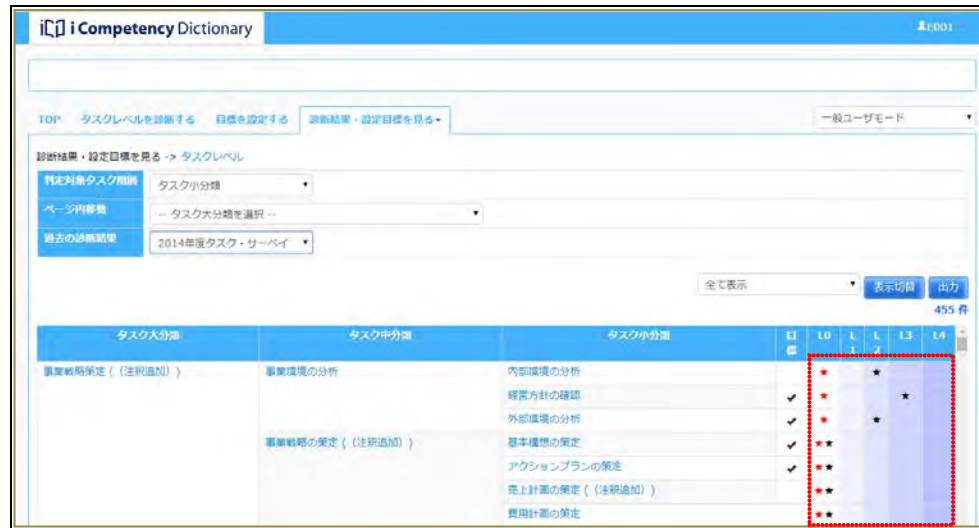 iCD i Competency Dictionary
ED01
TOP タスクレベルを診断する 目標を設定する 診断結果・設定目標を見る 一般ユーザモード
診断結果・設定目標を見る -> タスクレベル
判定対象タスク階層 タスク小分類
ページ内移動 -- タスク大分類を選択 --
過去の診断結果 2014年度タスク・サーベイ
全て表示 表示切替 出力
455 件
タスク大分類 タスク中分類 タスク小分類 目標 L0 L1 L2 L3 L4
事業戦略策定 ( (注釈追加) ) 事業環境の分析 内部環境の分析 ★ ★
経営方針の確認 ✔ ★ ★
外部環境の分析 ✔ ★ ★
事業戦略の策定 ( (注釈追加) ) 基本構想の策定 ✔ ★★
アクションプランの策定 ✔ ★★
売上計画の策定 ( (注釈追加) ) ★★
費用計画の策定 ★★